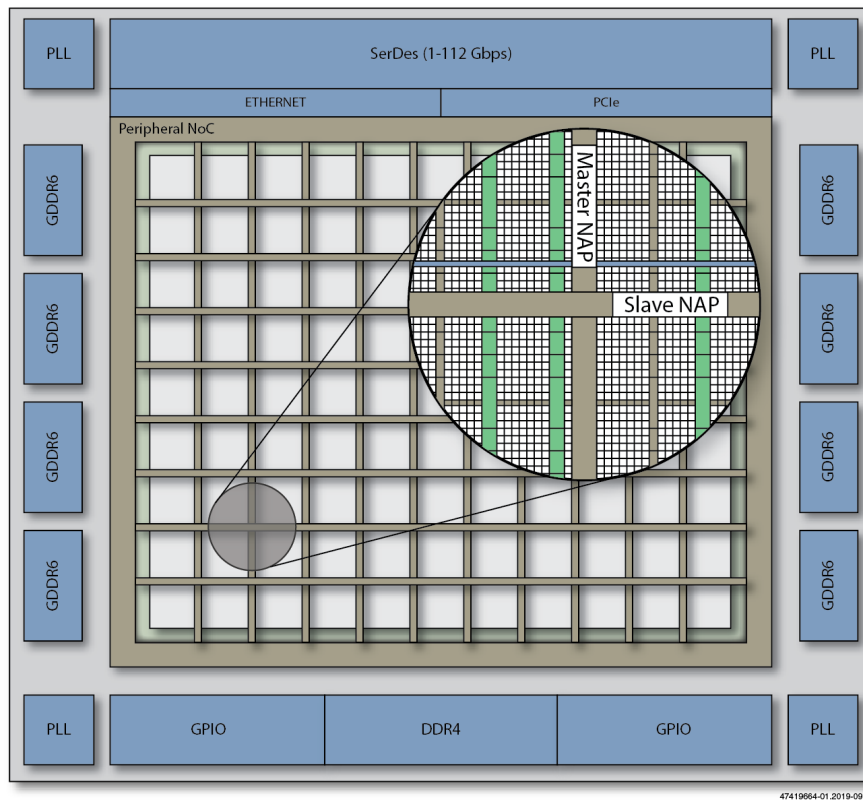 PLL
SerDes (1-112 Gbps)
PLL
ETHERNET
PCIe
Peripheral NoC
Master NAP
Slave NAP
GDDR6
GDDR6
GDDR6
GDDR6
GDDR6
GDDR6
GDDR6
GDDR6
PLL
GPIO
DDR4
GPIO
PLL
47419664-01.2019-09